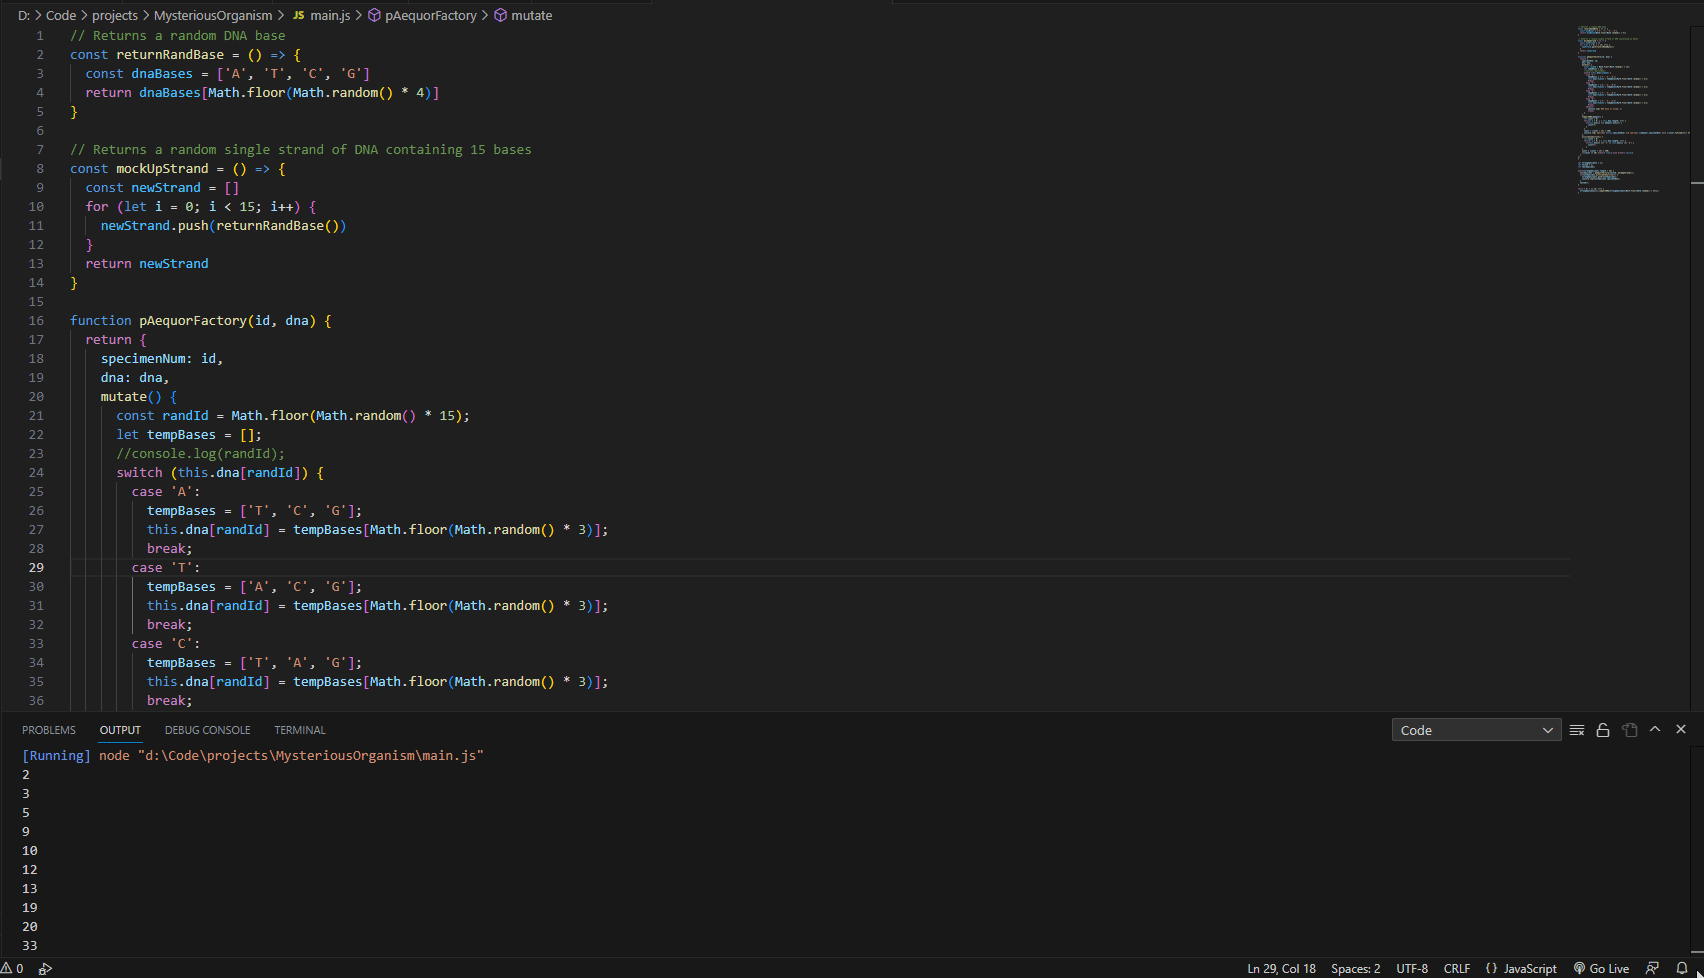 D: > Code > projects > MysteriousOrganism > JS main.js > pAequorFactory > mutate
1 // Returns a random DNA base
2 const returnRandBase = () => {
3   const dnaBases = ['A', 'T', 'C', 'G']
4   return dnaBases[Math.floor(Math.random() * 4)]
5 }
6
7 // Returns a random single strand of DNA containing 15 bases
8 const mockUpStrand = () => {
9   const newStrand = []
10   for (let i = 0; i < 15; i++) {
11     newStrand.push(returnRandBase())
12   }
13   return newStrand
14 }
15
16 function pAequorFactory(id, dna) {
17   return {
18     specimenNum: id,
19     dna: dna,
20     mutate() {
21       const randId = Math.floor(Math.random() * 15);
22       let tempBases = [];
23       //console.log(randId);
24       switch (this.dna[randId]) {
25         case 'A':
26           tempBases = ['T', 'C', 'G'];
27           this.dna[randId] = tempBases[Math.floor(Math.random() * 3)];
28           break;
29         case 'T':
30           tempBases = ['A', 'C', 'G'];
31           this.dna[randId] = tempBases[Math.floor(Math.random() * 3)];
32           break;
33         case 'C':
34           tempBases = ['T', 'A', 'G'];
35           this.dna[randId] = tempBases[Math.floor(Math.random() * 3)];
36           break;
PROBLEMS OUTPUT DEBUG CONSOLE TERMINAL Code
[Running] node "d:\Code\projects\MysteriousOrganism\main.js"
2
3
5
9
10
12
13
19
20
33
0 Ln 29, Col 18 Spaces: 2 UTF-8 CRLF {} JavaScript Go Live